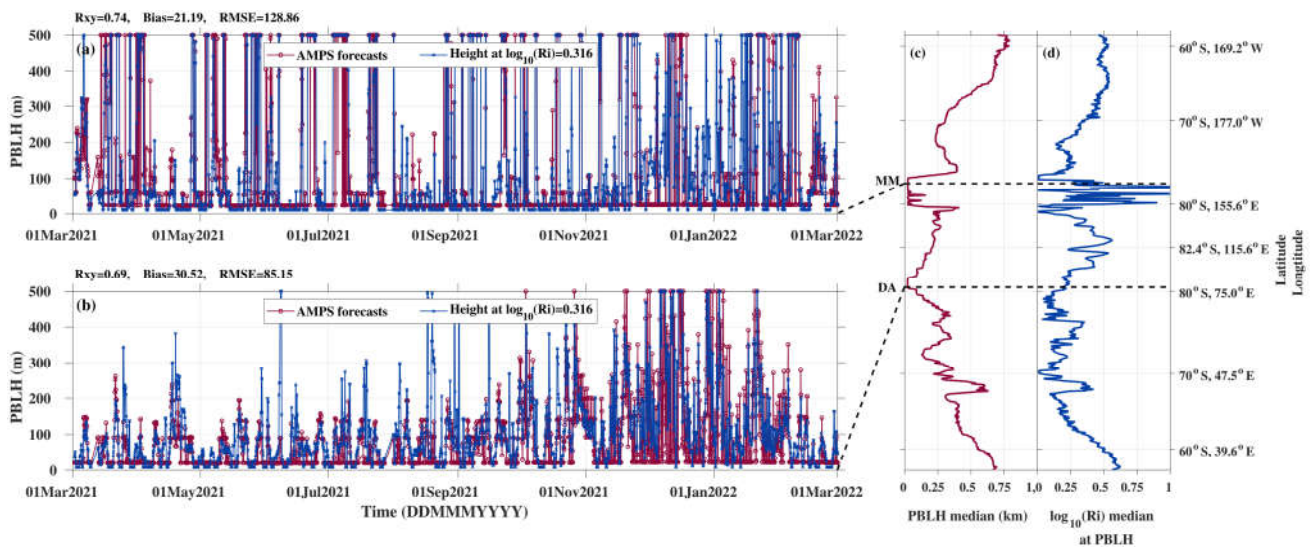 Rxy=0.74, Bias=21.19, RMSE=128.86
(a)
AMPS forecasts
Height at log10(Ri)=0.316
PBLH (m)
500
400
300
200
100
0
01Mar2021 01May2021 01Jul2021 01Sep2021 01Nov2021 01Jan2022 01Mar2022
Rxy=0.69, Bias=30.52, RMSE=85.15
(b)
AMPS forecasts
Height at log10(Ri)=0.316
PBLH (m)
500
400
300
200
100
0
01Mar2021 01May2021 01Jul2021 01Sep2021 01Nov2021 01Jan2022 01Mar2022
Time (DDMMMYYYY)
(c)
(d)
MM
DA
60° S, 169.2° W
70° S, 177.0° W
80° S, 155.6° E
82.4° S, 115.6° E
80° S, 75.0° E
70° S, 47.5° E
60° S, 39.6° E
Latitude
Longtitude
0 0.25 0.5 0.75 1.0
0 0.25 0.5 0,75 1
PBLH median (km)
log10(Ri) median
at PBLH